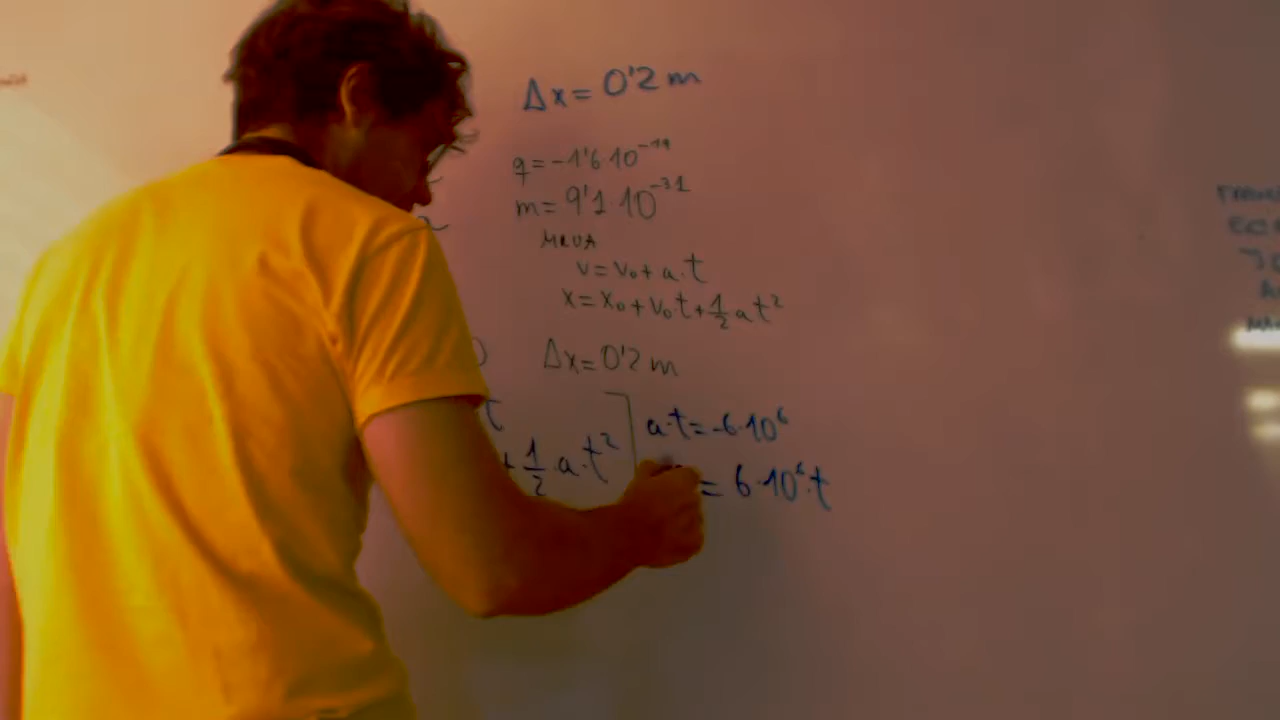 Δx = 0'2 m
q = -1'6·10⁻¹⁹
m = 9'1·10⁻³¹
MRUA
v = v₀ + a·t
x = x₀ + v₀t + 1/2 a t²
Δx = 0'2 m
t
+ 1/2 a·t² ] a·t = -6·10⁶
= 6·10⁶·t